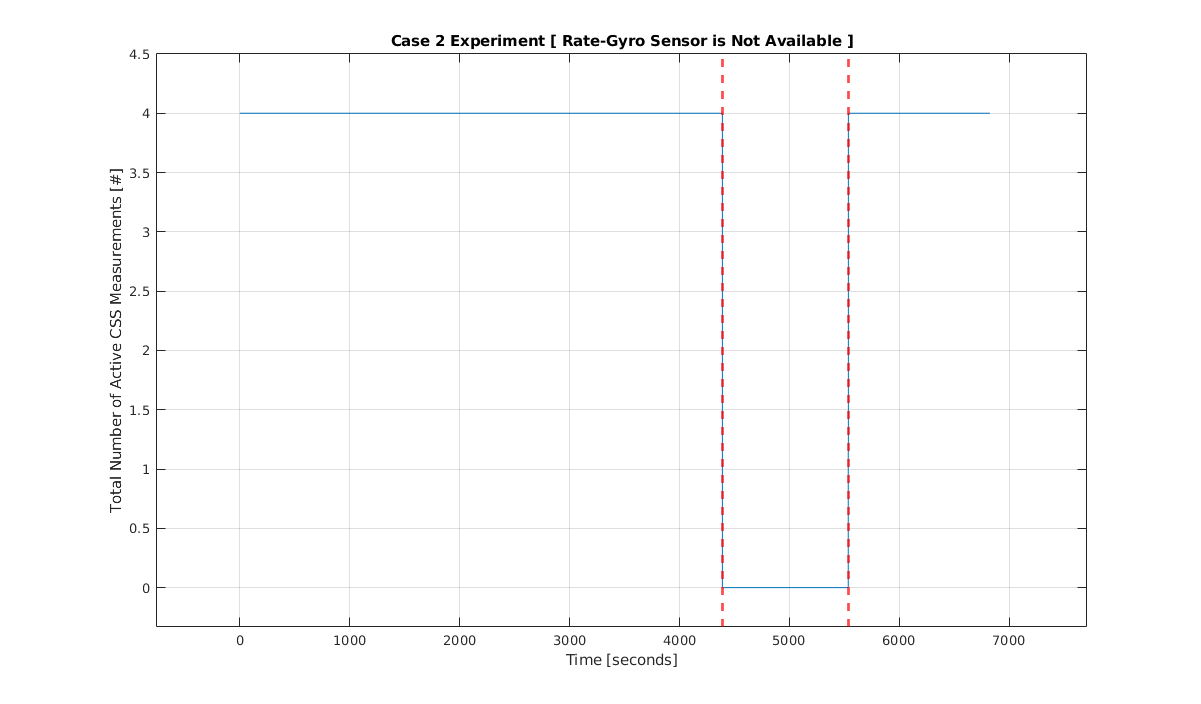 Case 2 Experiment [ Rate-Gyro Sensor is Not Available ]
Total Number of Active CSS Measurements [#]
4.5
4
3.5
3
2.5
2
1.5
1
0.5
0
0 1000 2000 3000 4000 5000 6000 7000
Time [seconds]